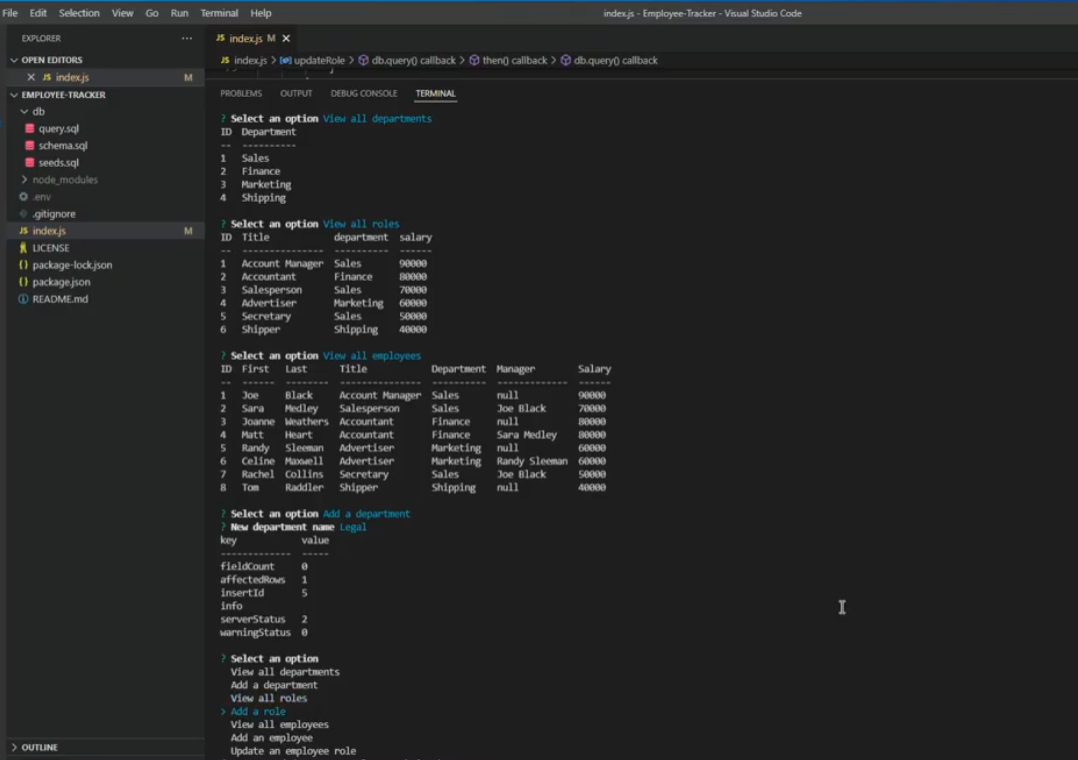 File Edit Selection View Go Run Terminal Help
index.js - Employee-Tracker - Visual Studio Code
EXPLORER ...
OPEN EDITORS
JS index.js M
EMPLOYEE-TRACKER
db
query.sql
schema.sql
seeds.sql
node_modules
.env
.gitignore
JS index.js M
LICENSE
{} package-lock.json
{} package.json
README.md
OUTLINE
JS index.js M
JS index.js > updateRole > db.query() callback > then() callback > db.query() callback
PROBLEMS OUTPUT DEBUG CONSOLE TERMINAL
? Select an option View all departments
ID Department
-- ----------
1 Sales
2 Finance
3 Marketing
4 Shipping
? Select an option View all roles
ID Title department salary
-- --------------- ---------- ------
1 Account Manager Sales 90000
2 Accountant Finance 80000
3 Salesperson Sales 70000
4 Advertiser Marketing 60000
5 Secretary Sales 50000
6 Shipper Shipping 40000
? Select an option View all employees
ID First Last Title Department Manager Salary
-- ------ -------- --------------- ---------- ------------- ------
1 Joe Black Account Manager Sales null 90000
2 Sara Medley Salesperson Sales Joe Black 70000
3 Joanne Weathers Accountant Finance null 80000
4 Matt Heart Accountant Finance Sara Medley 80000
5 Randy Sleeman Advertiser Marketing null 60000
6 Celine Maxwell Advertiser Marketing Randy Sleeman 60000
7 Rachel Collins Secretary Sales Joe Black 50000
8 Tom Raddler Shipper Shipping null 40000
? Select an option Add a department
? New department name Legal
key value
------------- -----
fieldCount 0
affectedRows 1
insertId 5
info
serverStatus 2
warningStatus 0
? Select an option
View all departments
Add a department
View all roles
> Add a role
View all employees
Add an employee
Update an employee role